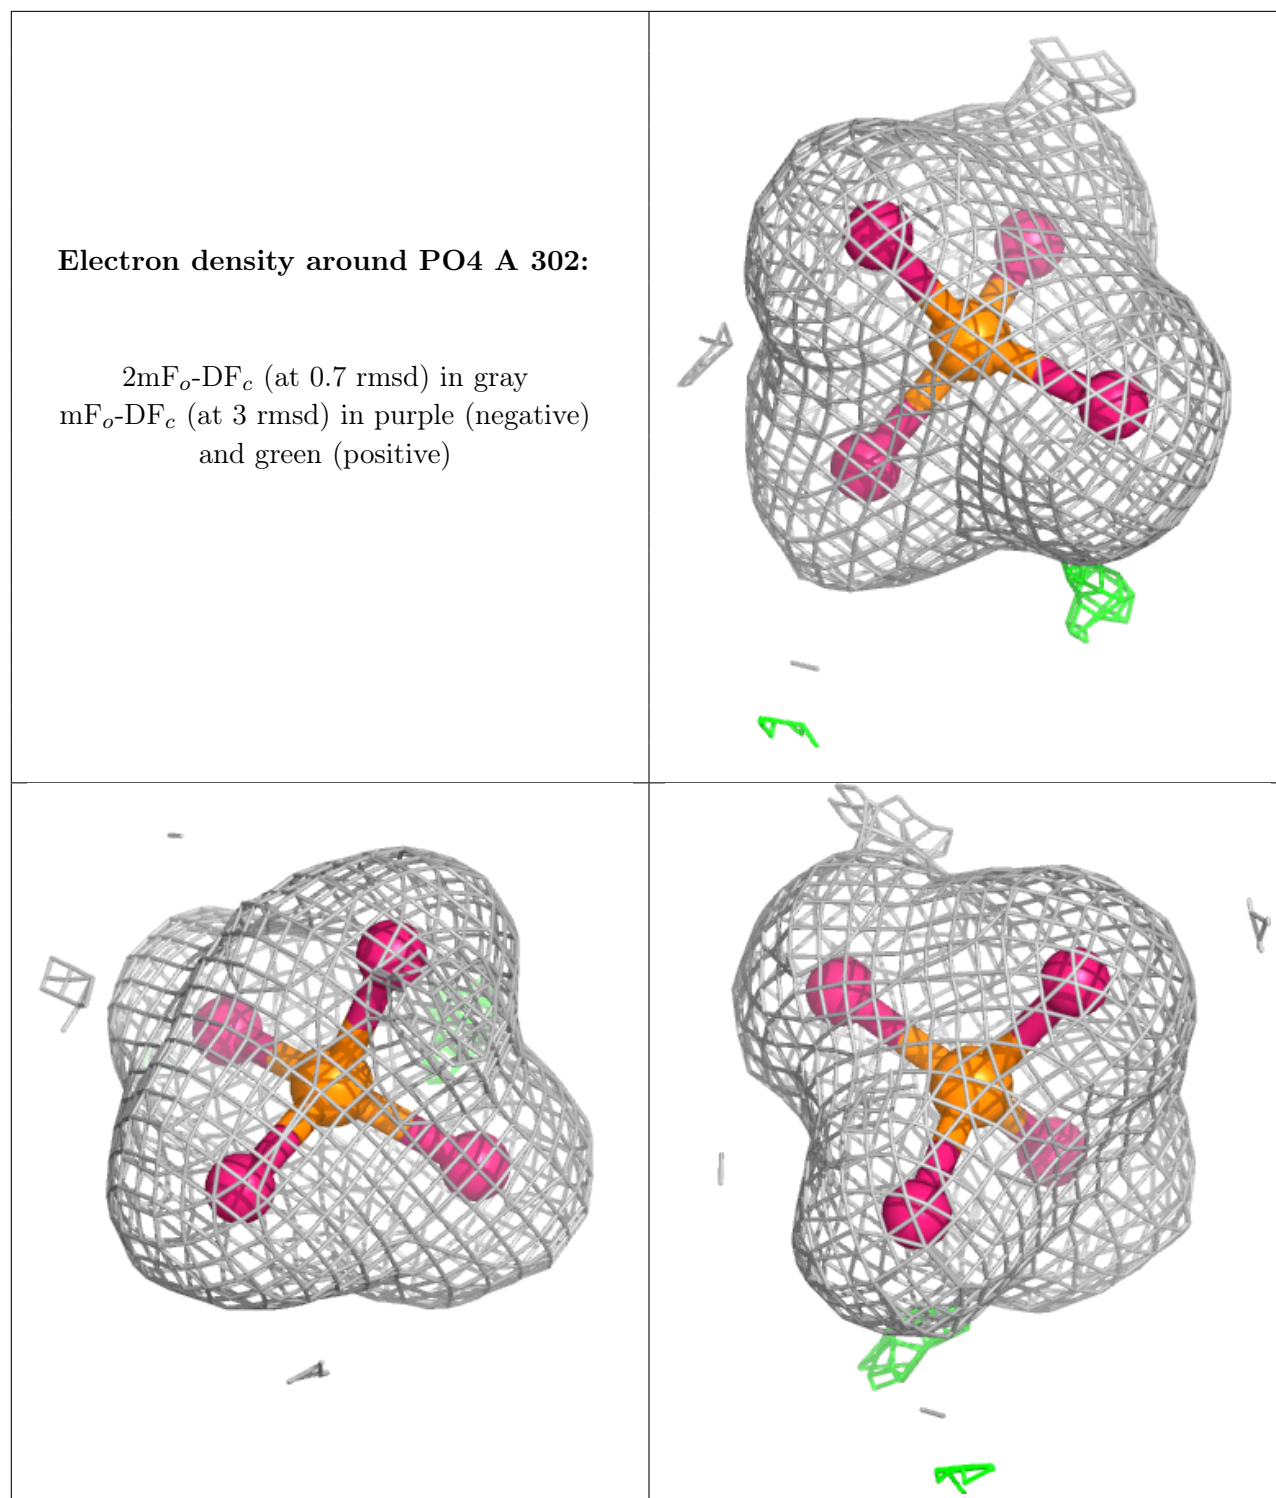 Electron density around PO4 A 302:
2mFo-DFc (at 0.7 rmsd) in gray
mFo-DFc (at 3 rmsd) in purple (negative)
and green (positive)